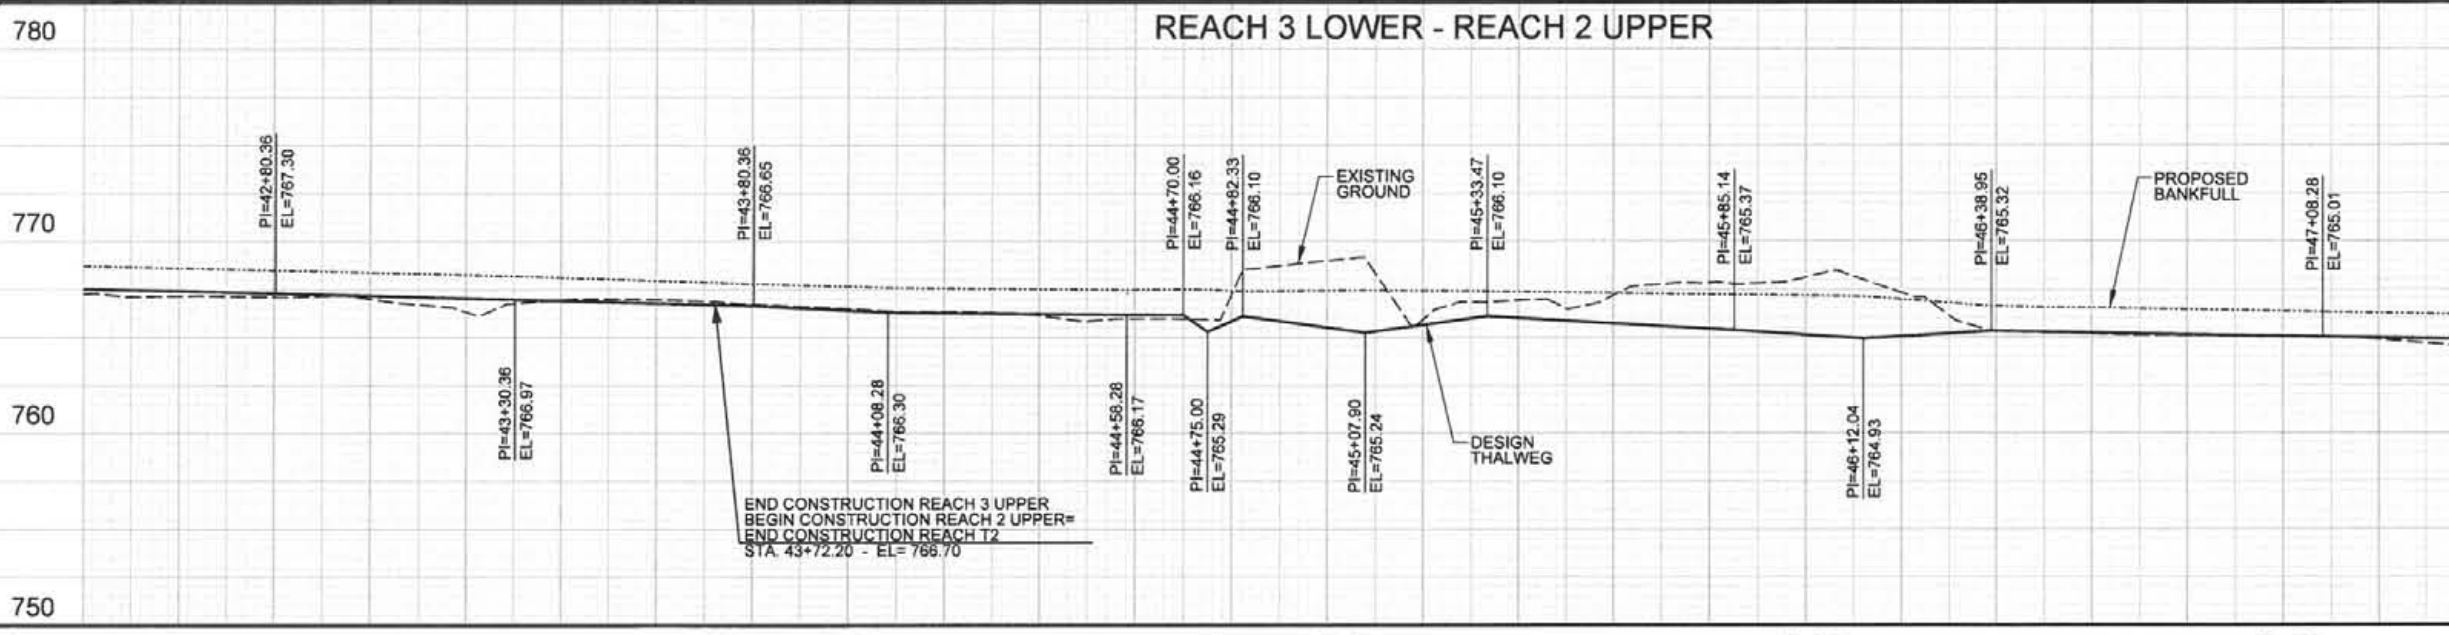 REACH 3 LOWER - REACH 2 UPPER
780
770
760
750
PI=42+80.36
EL=767.30
PI=43+30.36
EL=766.97
PI=43+80.36
EL=766.65
PI=44+08.28
EL=766.30
PI=44+58.28
EL=766.17
PI=44+70.00
EL=766.16
PI=44+75.00
EL=765.29
PI=44+82.33
EL=766.10
EXISTING
GROUND
PI=45+07.90
EL=765.24
PI=45+33.47
EL=766.10
DESIGN
THALWEG
PI=45+85.14
EL=765.37
PI=46+12.04
EL=764.93
PI=46+38.95
EL=765.32
PROPOSED
BANKFULL
PI=47+08.28
EL=765.01
END CONSTRUCTION REACH 3 UPPER
BEGIN CONSTRUCTION REACH 2 UPPER=
END CONSTRUCTION REACH T2
STA. 43+72.20 - EL= 766.70